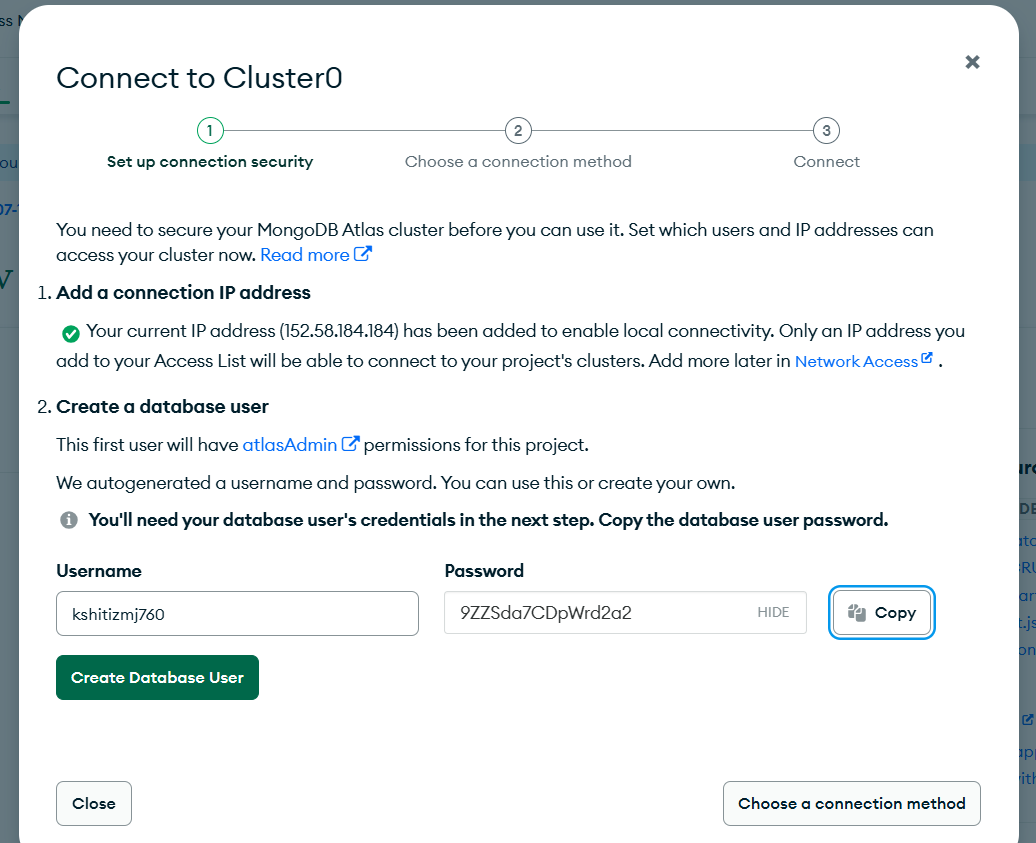 Connect to Cluster0
1
2
3
Set up connection security
Choose a connection method
Connect
You need to secure your MongoDB Atlas cluster before you can use it. Set which users and IP addresses can
access your cluster now. Read more
1. Add a connection IP address
Your current IP address (152.58.184.184) has been added to enable local connectivity. Only an IP address you
add to your Access List will be able to connect to your project's clusters. Add more later in Network Access .
2. Create a database user
This first user will have atlasAdmin permissions for this project.
We autogenerated a username and password. You can use this or create your own.
You'll need your database user's credentials in the next step. Copy the database user password.
Username
Password
kshitizmj760
9ZZSda7CDpWrd2a2
HIDE
Copy
Create Database User
Close
Choose a connection method